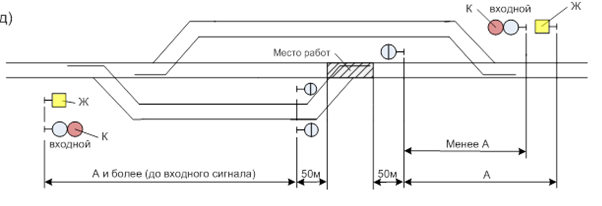 д)
К входной Ж
Место работ
Ж
К
входной
Менее А
А и более (до входного сигнала)
50м
50м
А